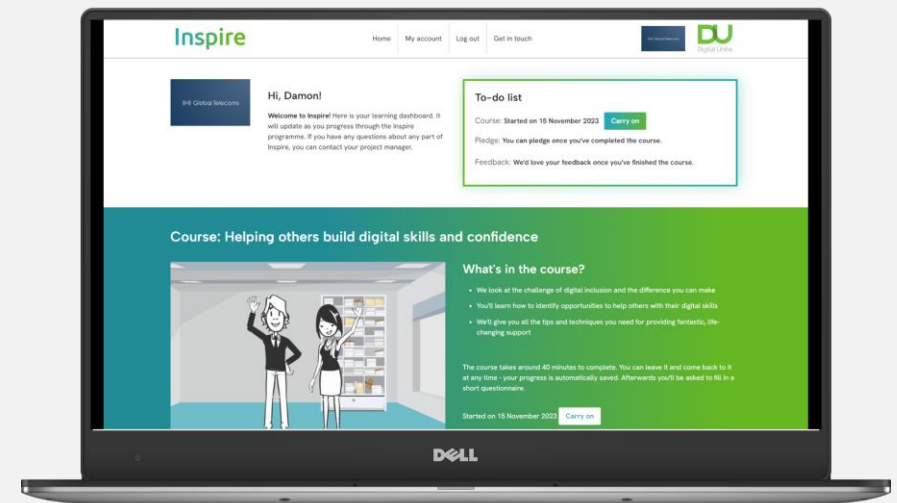 Inspire
Home My account Log out Get in touch
DU
Digital Unite
Global Telecoms
Hi, Damon!
Welcome to Inspire! Here is your learning dashboard. It
will update as you progress through the Inspire
programme. If you have any questions about any part of
Inspire, you can contact your project manager.
To-do list
Course: Started on 15 November 2023 Carry on
Pledge: You can pledge once you've completed the course.
Feedback: We'd love your feedback once you've finished the course.
Course: Helping others build digital skills and confidence
What's in the course?
• We look at the challenge of digital inclusion and the difference you can make
• You'll learn how to identify opportunities to help others with their digital skills
• We'll give you all the tips and techniques you need for providing fantastic, life-
changing support
The course takes around 40 minutes to complete. You can leave it and come back to it
at any time - your progress is automatically saved. Afterwards you'll be asked to fill in a
short questionnaire.
Started on 15 November 2023 Carry on
DELL